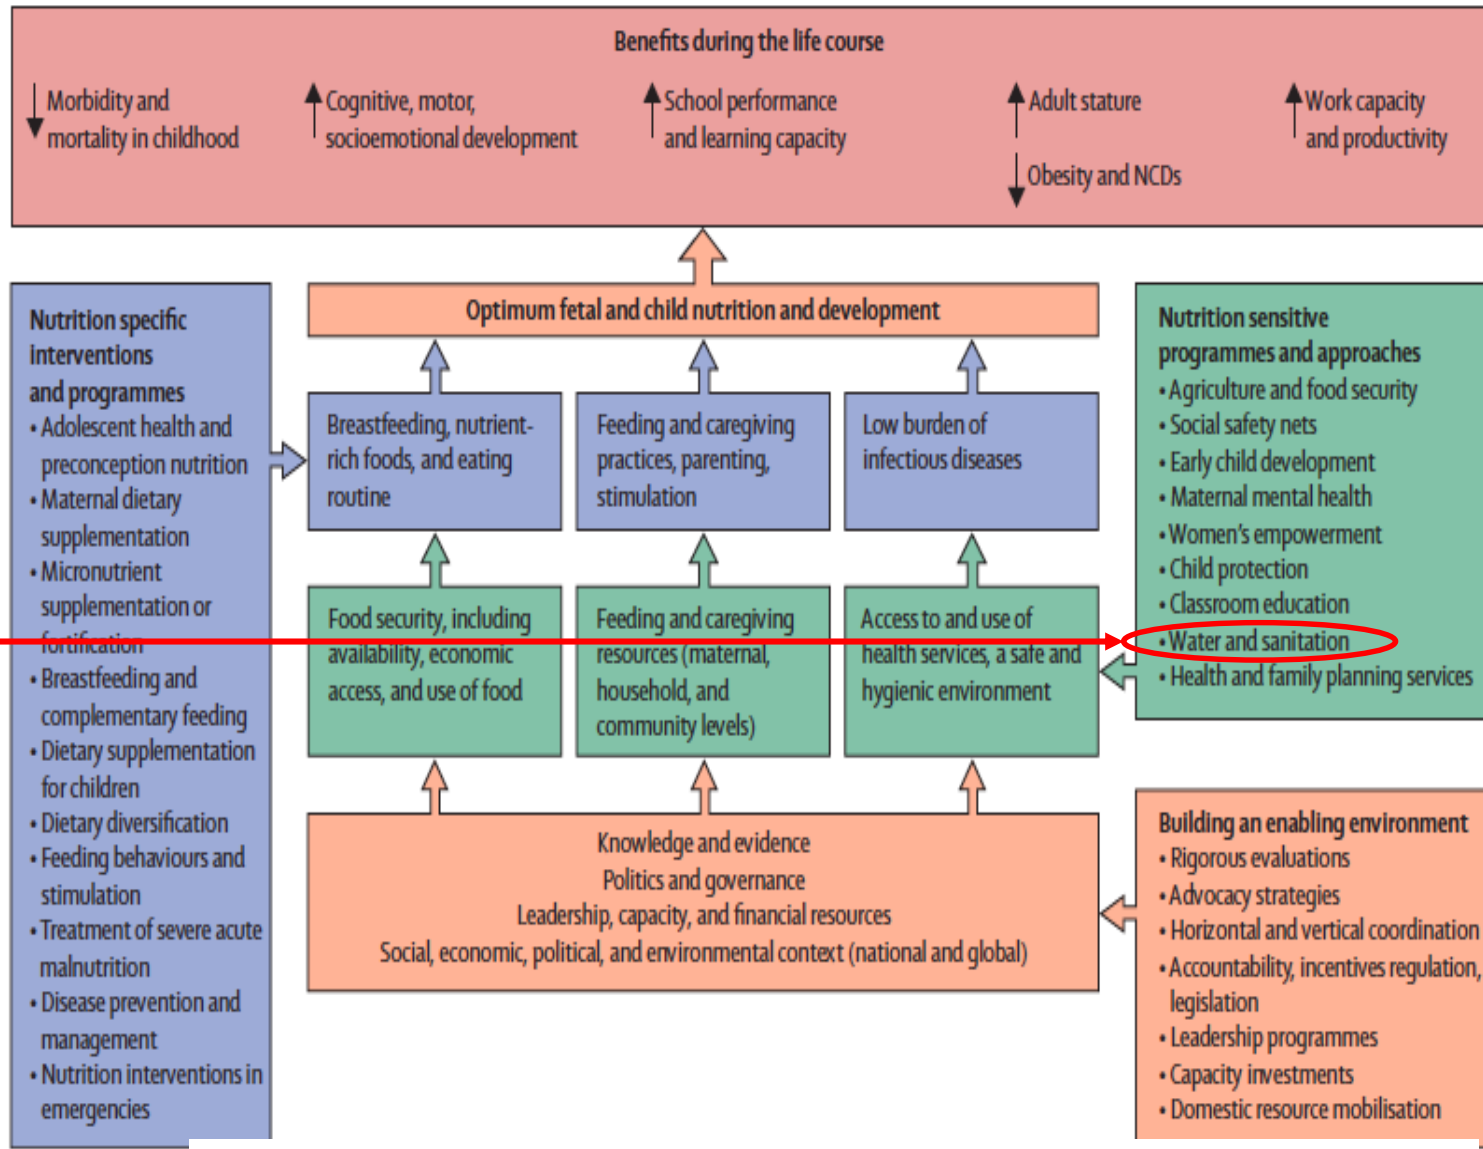 Benefits during the life course
Morbidity and
mortality in childhood
Cognitive, motor,
socioemotional development
School performance
and learning capacity
Adult stature
Obesity and NCDs
Work capacity
and productivity
Nutrition specific
interventions
and programmes
• Adolescent health and
preconception nutrition
• Maternal dietary
supplementation
• Micronutrient
supplementation or
fortification
• Breastfeeding and
complementary feeding
• Dietary supplementation
for children
• Dietary diversification
• Feeding behaviours and
stimulation
• Treatment of severe acute
malnutrition
• Disease prevention and
management
• Nutrition interventions in
emergencies
Optimum fetal and child nutrition and development
Breastfeeding, nutrient-
rich foods, and eating
routine
Feeding and caregiving
practices, parenting,
stimulation
Low burden of
infectious diseases
Food security, including
availability, economic
access, and use of food
Feeding and caregiving
resources (maternal,
household, and
community levels)
Access to and use of
health services, a safe and
hygienic environment
Knowledge and evidence
Politics and governance
Leadership, capacity, and financial resources
Social, economic, political, and environmental context (national and global)
Nutrition sensitive
programmes and approaches
• Agriculture and food security
• Social safety nets
• Early child development
• Maternal mental health
• Women's empowerment
• Child protection
• Classroom education
• Water and sanitation
• Health and family planning services
Building an enabling environment
• Rigorous evaluations
• Advocacy strategies
• Horizontal and vertical coordination
• Accountability, incentives regulation,
legislation
• Leadership programmes
• Capacity investments
• Domestic resource mobilisation